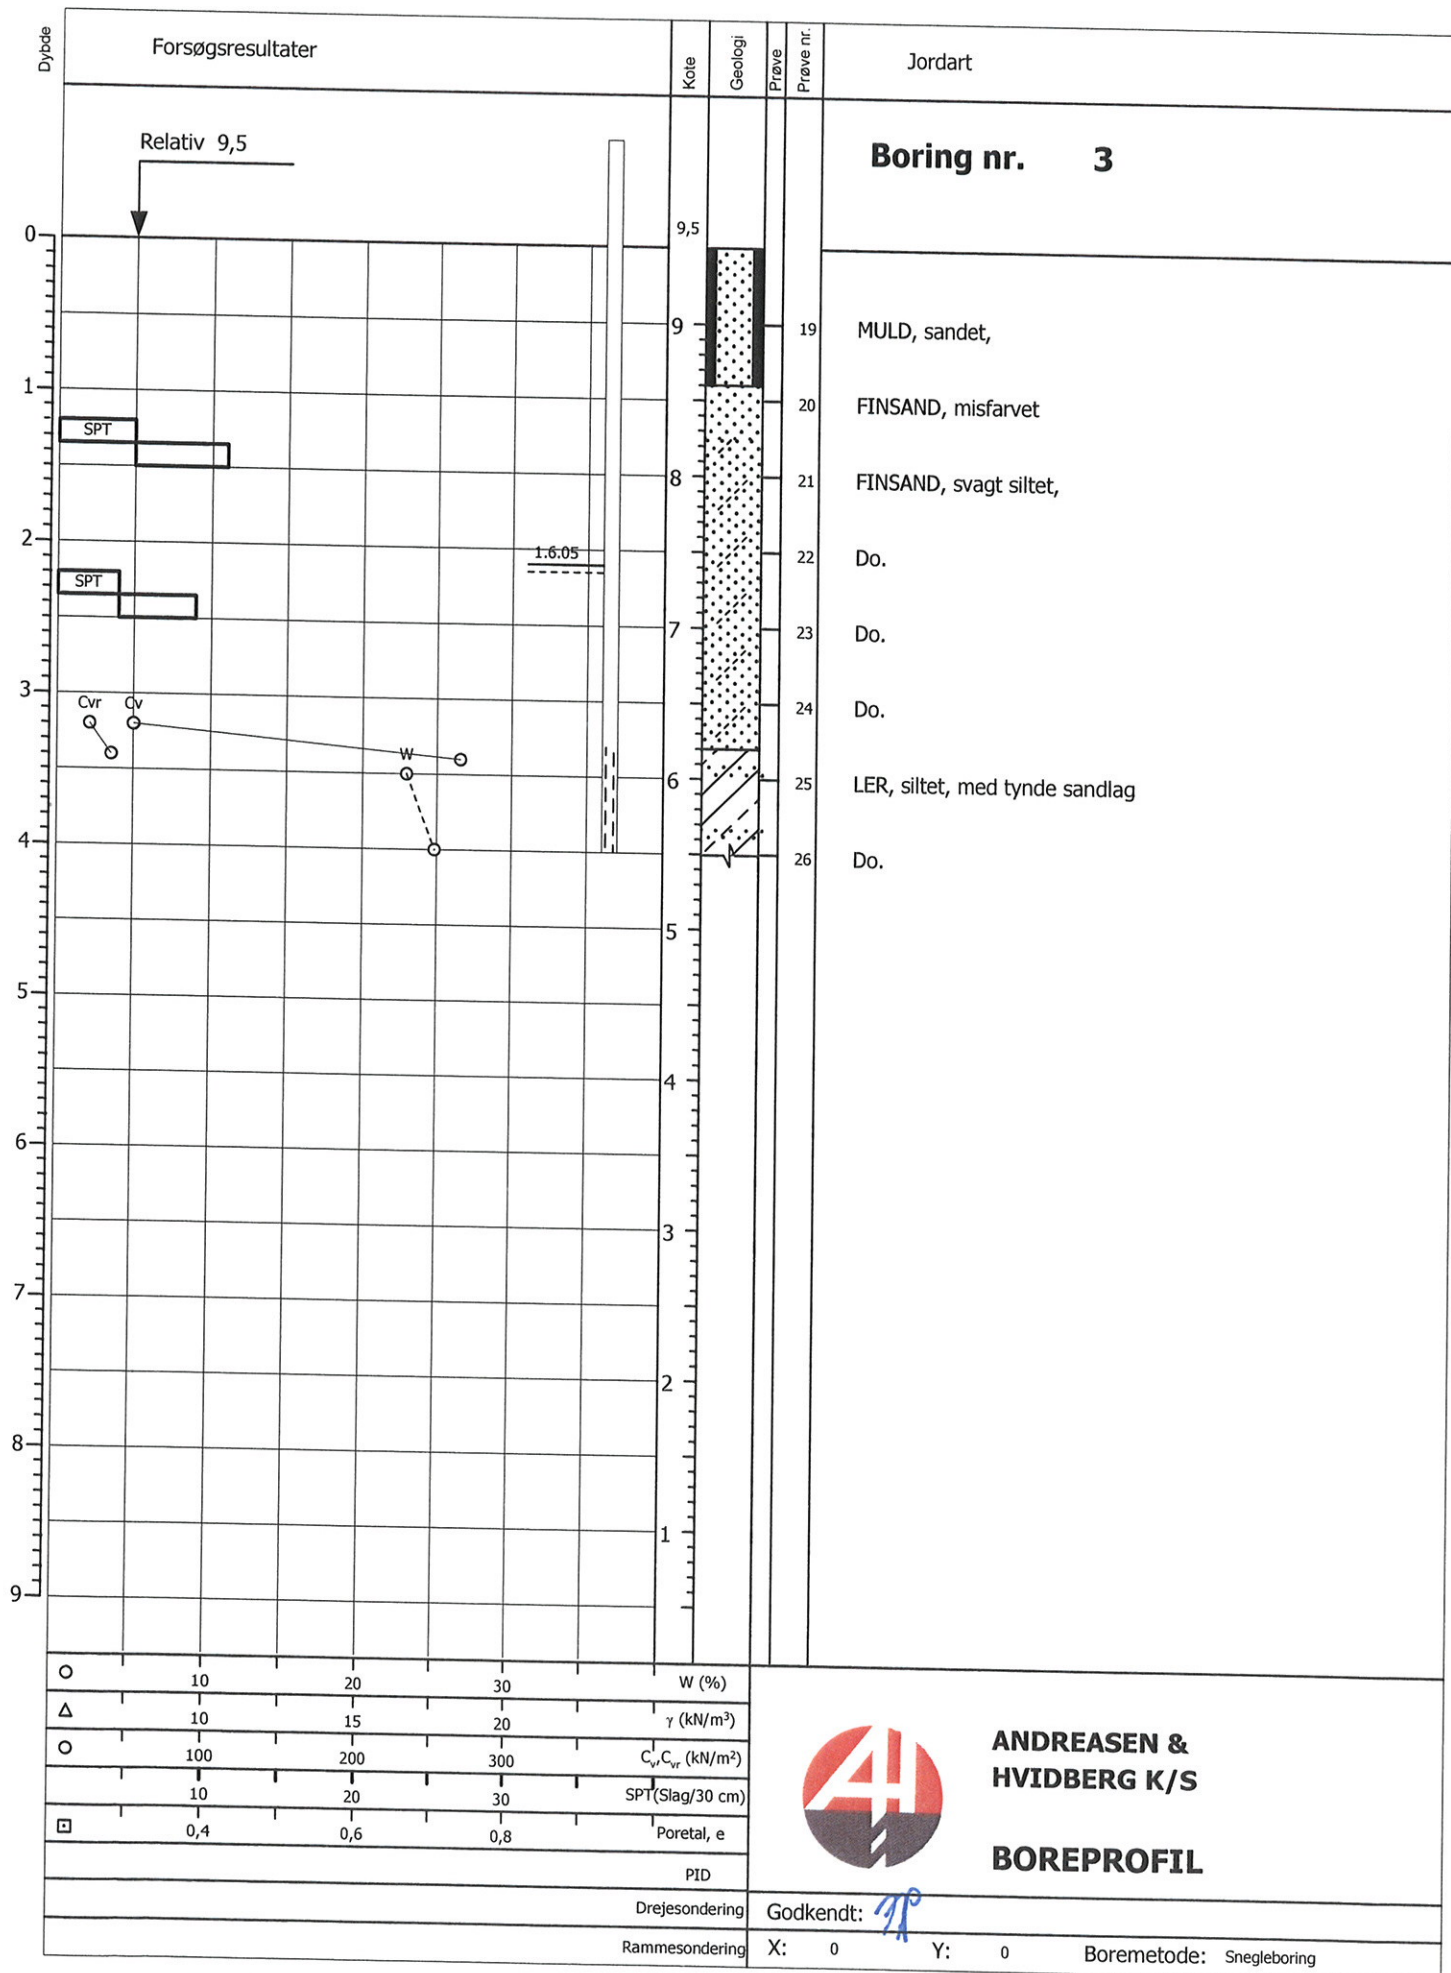 Dybde
Forsøgsresultater
Kote
Geologi
Prøve
Prøve nr.
Jordart
Relativ 9,5
Boring nr. 3
9,5
0
9
19 MULD, sandet,
1
20 FINSAND, misfarvet
SPT
8
21 FINSAND, svagt siltet,
2
1.6.05
22 Do.
SPT
7
23 Do.
3
Cvr Cv
24 Do.
W
6
25 LER, siltet, med tynde sandlag
4
26 Do.
5
5
4
6
3
7
2
8
1
9
10 20 30 W (%)
10 15 20 γ (kN/m³)
100 200 300 Cv,Cvr (kN/m²)
10 20 30 SPT(Slag/30 cm)
0,4 0,6 0,8 Poretal, e
PID
Drejesondering
Rammesondering
AH
ANDREASEN &
HVIDBERG K/S
BOREPROFIL
Godkendt:
X: 0 Y: 0 Boremetode: Snegleboring